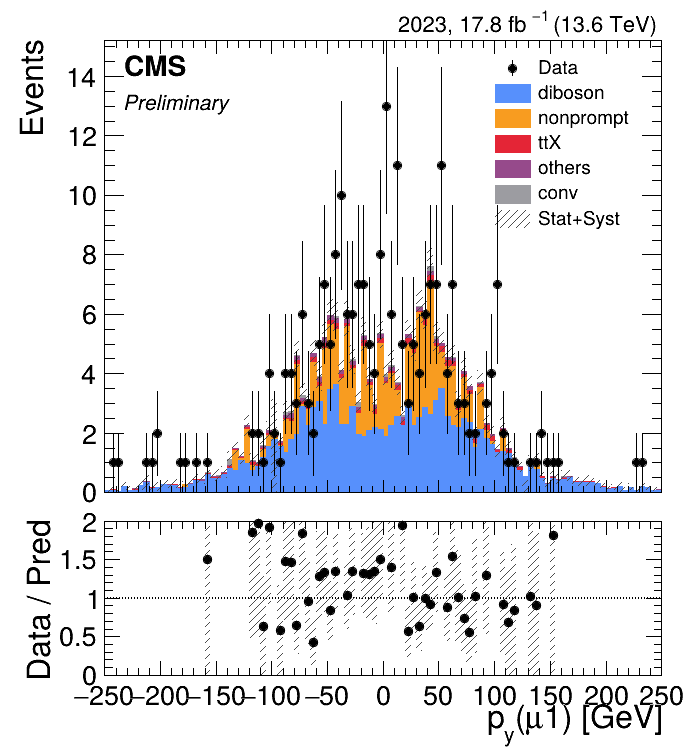 2023, 17.8 fb⁻¹ (13.6 TeV)
CMS
Preliminary
Events
14
12
10
8
6
4
2
0
Data
diboson
nonprompt
ttX
others
conv
Stat+Syst
Data / Pred
2
1.5
1
0.5
0
−250 −200 −150 −100 −50 0 50 100 150 200 250
p_y(μ1) [GeV]